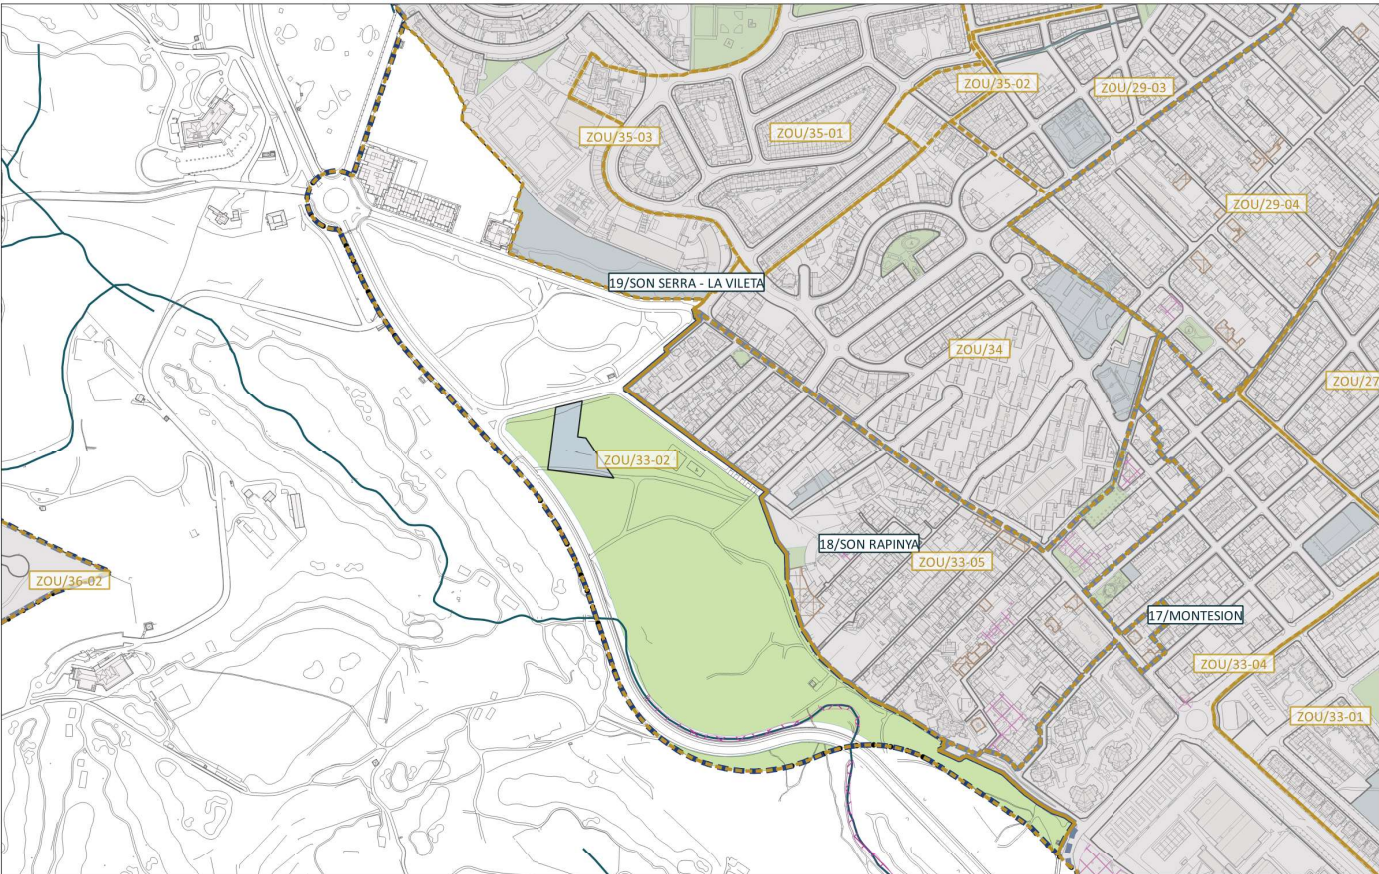 ZOU/35-02
ZOU/29-03
ZOU/35-03
ZOU/35-01
ZOU/29-04
19/SON SERRA - LA VILETA
ZOU/34
ZOU/27
ZOU/33-02
18/SON RAPINYA
ZOU/33-05
ZOU/36-02
17/MONTESION
ZOU/33-04
ZOU/33-01